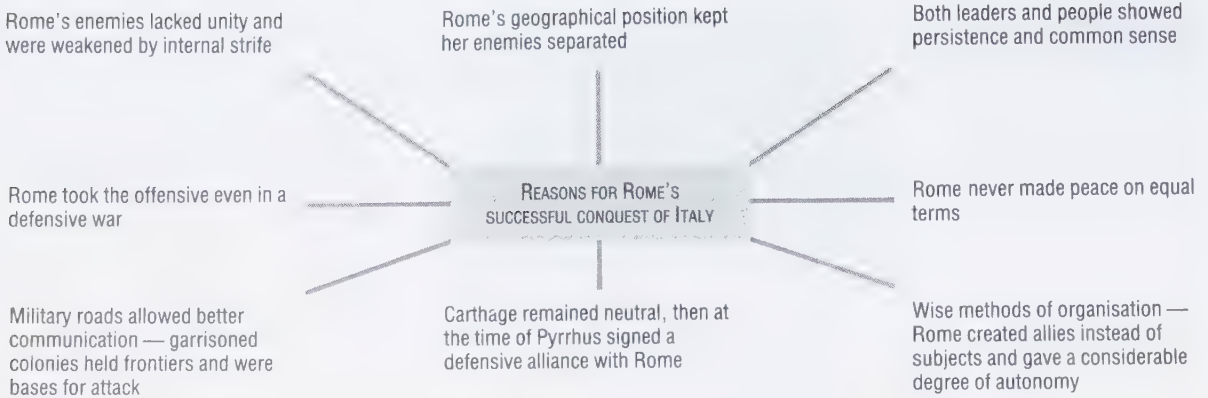 Rome's enemies lacked unity and
were weakened by internal strife
Rome's geographical position kept
her enemies separated
Both leaders and people showed
persistence and common sense
Rome took the offensive even in a
defensive war
REASONS FOR ROME'S
SUCCESSFUL CONQUEST OF ITALY
Rome never made peace on equal
terms
Military roads allowed better
communication — garrisoned
colonies held frontiers and were
bases for attack
Carthage remained neutral, then at
the time of Pyrrhus signed a
defensive alliance with Rome
Wise methods of organisation —
Rome created allies instead of
subjects and gave a considerable
degree of autonomy